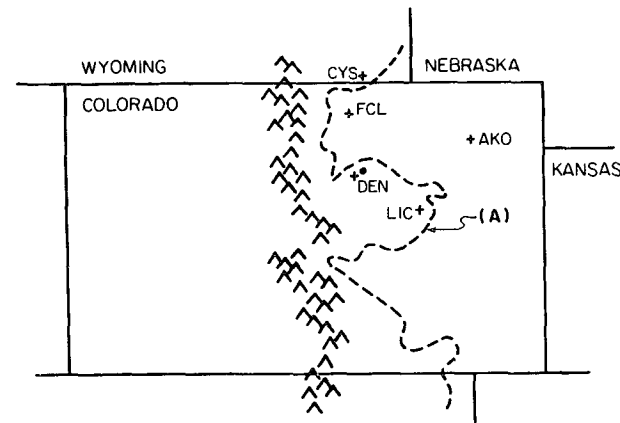 WYOMING
CYS
NEBRASKA
COLORADO
FCL
AKO
KANSAS
DEN
LIC
(A)